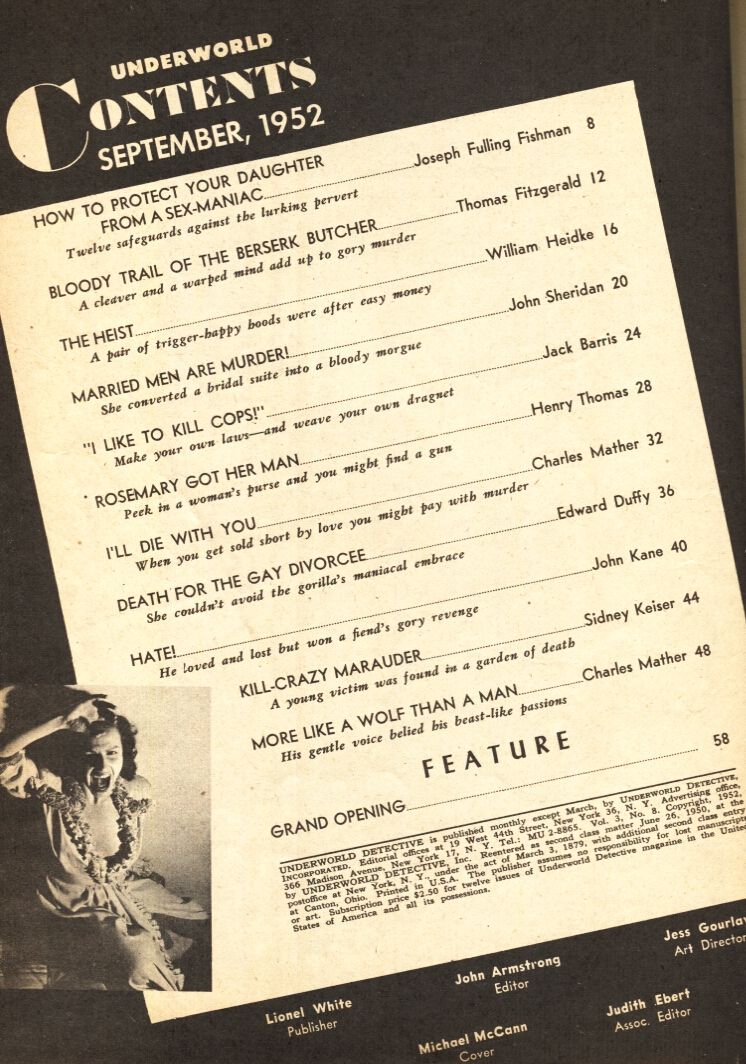 UNDERWORLD
CONTENTS
SEPTEMBER, 1952
HOW TO PROTECT YOUR DAUGHTER
FROM A SEX-MANIAC Joseph Fulling Fishman 8
Twelve safeguards against the lurking pervert
BLOODY TRAIL OF THE BERSERK BUTCHER Thomas Fitzgerald 12
A cleaver and a warped mind add up to gory murder
THE HEIST William Heidke 16
A pair of trigger-happy hoods were after easy money
MARRIED MEN ARE MURDER! John Sheridan 20
She converted a bridal suite into a bloody morgue
"I LIKE TO KILL COPS!" Jack Barris 24
Make your own laws—and weave your own dragnet
ROSEMARY GOT HER MAN Henry Thomas 28
Peek in a woman's purse and you might find a gun
I'LL DIE WITH YOU Charles Mather 32
When you get sold short by love you might pay with murder
DEATH FOR THE GAY DIVORCEE Edward Duffy 36
She couldn't avoid the gorilla's maniacal embrace
HATE! John Kane 40
He loved and lost but won a fiend's gory revenge
KILL-CRAZY MARAUDER Sidney Keiser 44
A young victim was found in a garden of death
MORE LIKE A WOLF THAN A MAN Charles Mather 48
His gentle voice belied his beast-like passions
FEATURE
GRAND OPENING 58
UNDERWORLD DETECTIVE is published monthly except March, by UNDERWORLD DETECTIVE,
INCORPORATED. Editorial offices at 19 West 44th Street, New York 36, N. Y. Advertising office,
366 Madison Avenue, New York 17, N. Y. Tel.: MU 2-8865. Vol. 3, No. 8. Copyright, 1952,
by UNDERWORLD DETECTIVE, Inc. Reentered as second class matter June 26, 1950, at the
postoffice at New York, N. Y., under the act of March 3, 1879, with additional second class entry
at Canton, Ohio. Printed in U.S.A. The publisher assumes no responsibility for lost manuscripts
or art. Subscription price $2.50 for twelve issues of Underworld Detective magazine in the United
States of America and all its possessions.
Lionel White
Publisher
John Armstrong
Editor
Jess Gourlay
Art Director
Michael McCann
Cover
Judith Ebert
Assoc. Editor